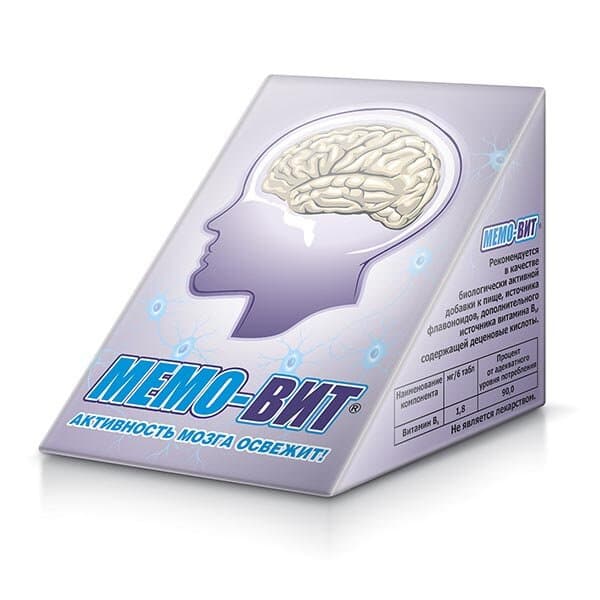 МЕМО-ВИТ®
АКТИВНОСТЬ МОЗГА ОСВЕЖИТ!
МЕМО-ВИТ®
Рекомендуется
в качестве
биологически активной
добавки к пище, источника
флавоноидов, дополнительного
источника витамина В₆,
содержащей деценовые кислоты.
Наименование компонента мг/6 табл Процент от адекватного уровня потребления
Витамин В₆ 1,8 90,0
Не является лекарством.